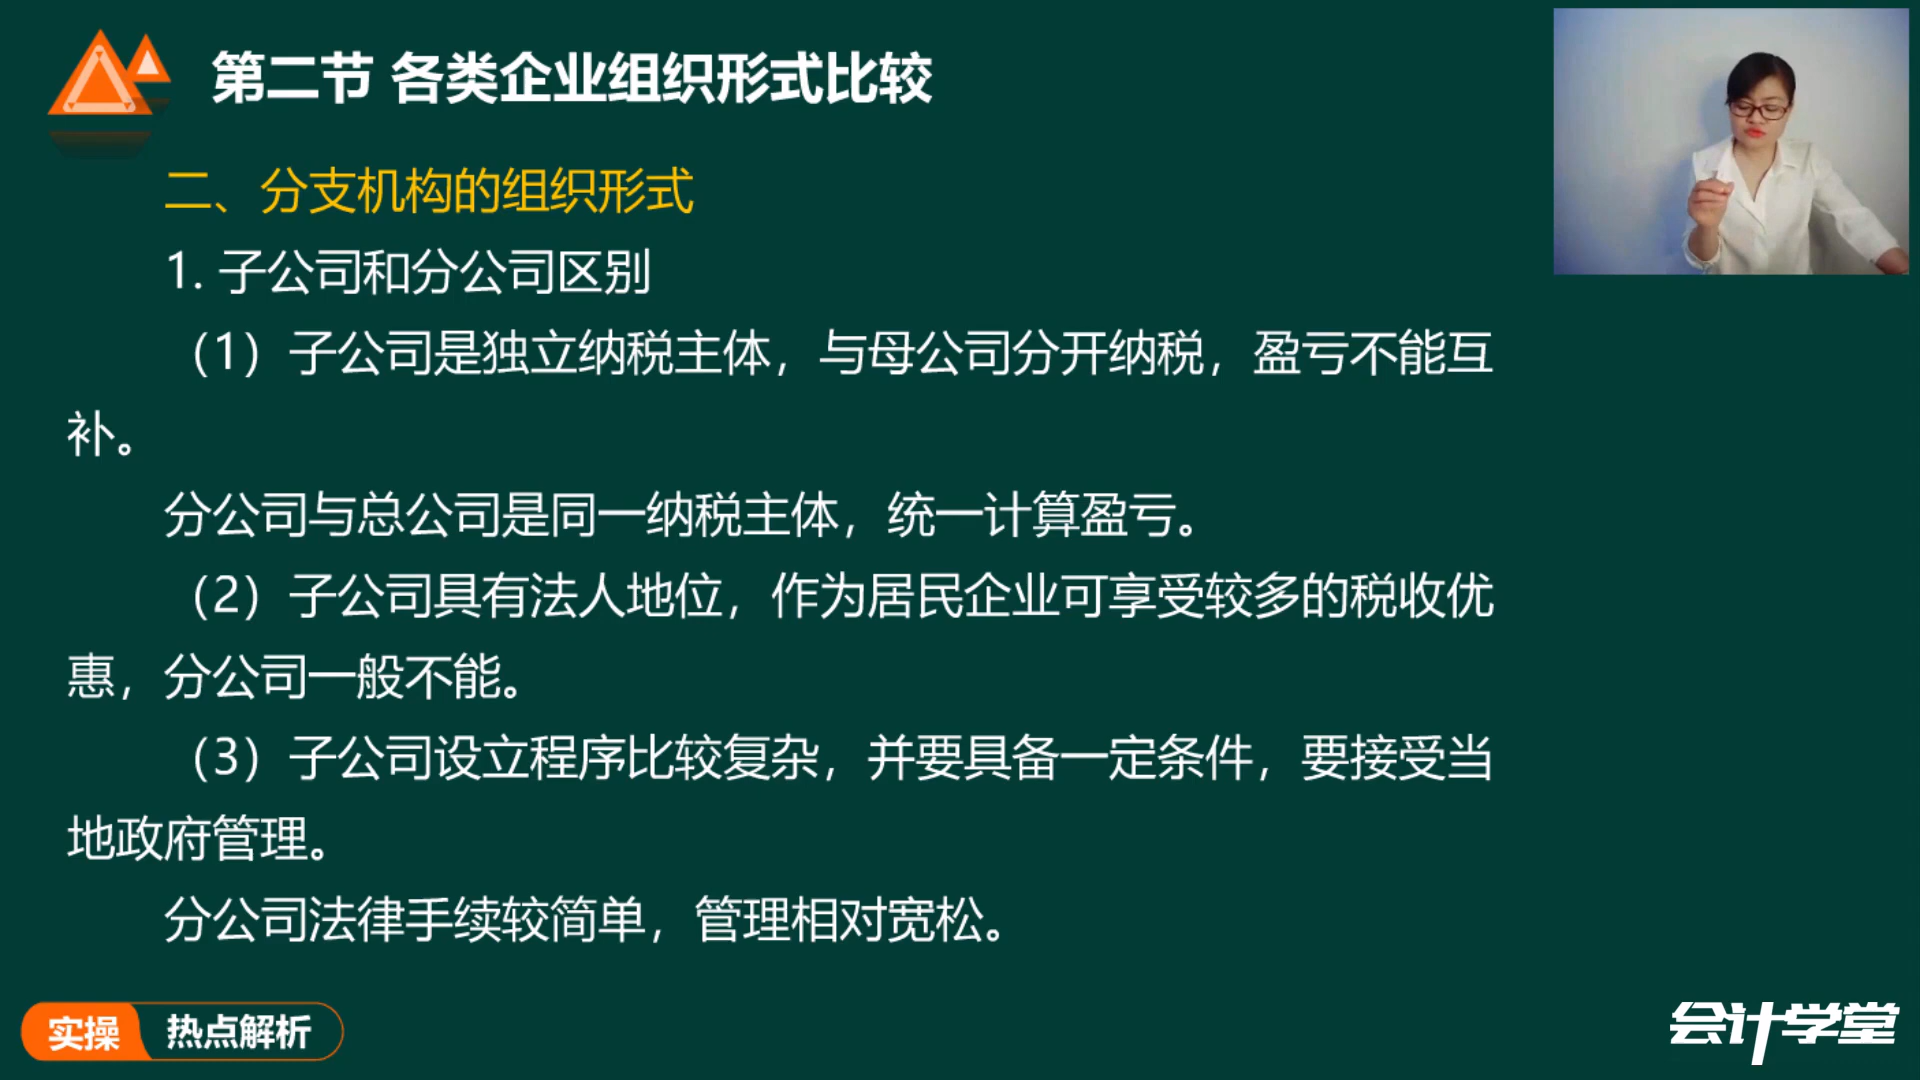 第二节 各类企业组织形式比较
二、分支机构的组织形式
1. 子公司和分公司区别
（1）子公司是独立纳税主体，与母公司分开纳税，盈亏不能互
补。
分公司与总公司是同一纳税主体，统一计算盈亏。
（2）子公司具有法人地位，作为居民企业可享受较多的税收优
惠，分公司一般不能。
（3）子公司设立程序比较复杂，并要具备一定条件，要接受当
地政府管理。
分公司法律手续较简单，管理相对宽松。
实操 热点解析
会计学堂